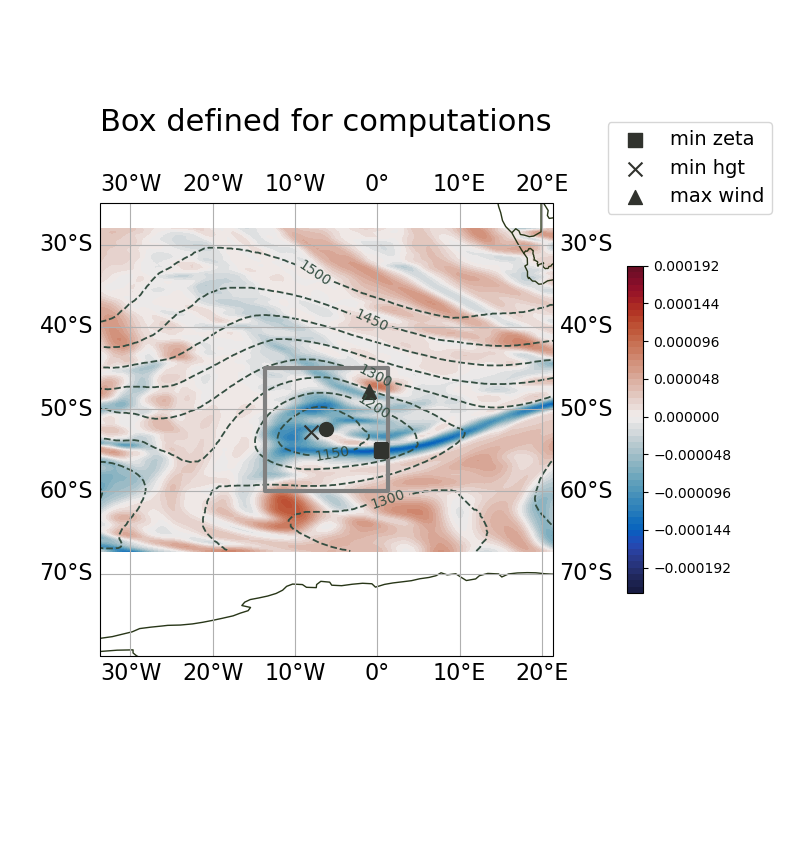 Box defined for computations
min zeta
min hgt
max wind
30°W 20°W 10°W 0° 10°E 20°E
30°S 30°S
40°S 40°S
50°S 50°S
60°S 60°S
70°S 70°S
1500
1450
1300
1200
1150
1300
30°W 20°W 10°W 0° 10°E 20°E
0.000192
0.000144
0.000096
0.000048
0.000000
−0.000048
−0.000096
−0.000144
−0.000192